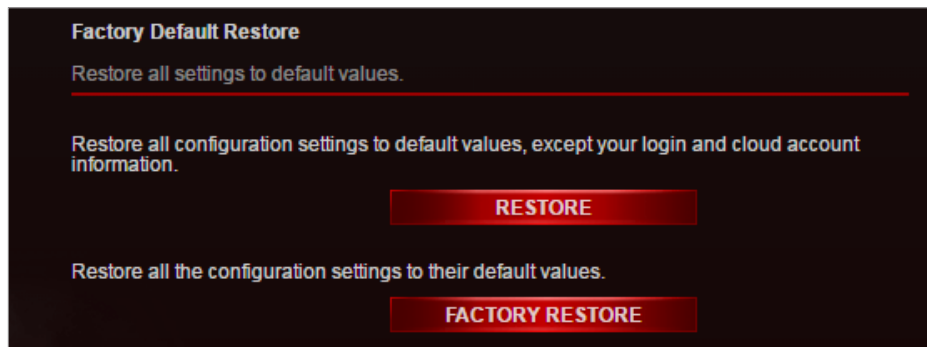 Factory Default Restore
Restore all settings to default values.
Restore all configuration settings to default values, except your login and cloud account
information.
RESTORE
Restore all the configuration settings to their default values.
FACTORY RESTORE